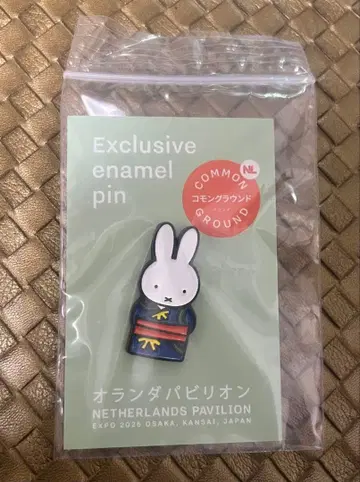 Exclusive
enamel
pin
NL
COMMON
コモングラウンド
GROUND
オランダパビリオン
NETHERLANDS PAVILION
EXPO 2025 OSAKA, KANSAI, JAPAN